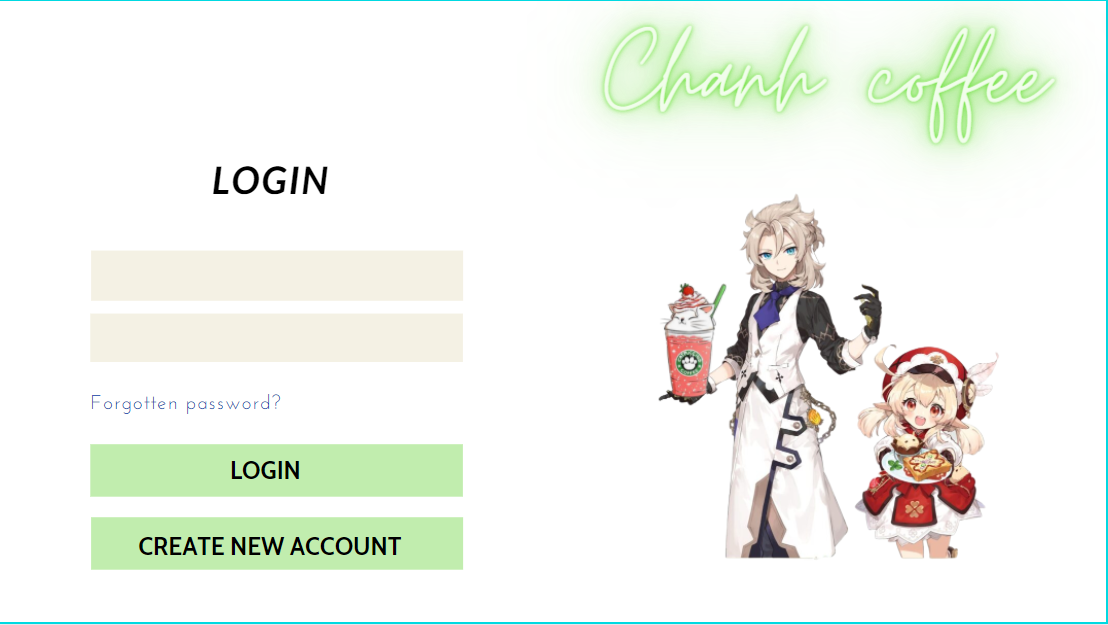 Chanh coffee
LOGIN
Forgotten password?
LOGIN
CREATE NEW ACCOUNT